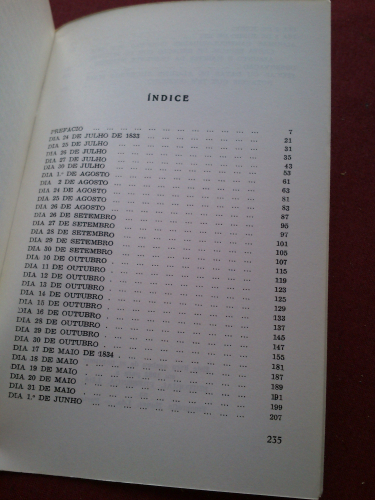 ÍNDICE
PREFÁCIO ... 7
DIA 24 DE JULHO DE 1833 ... 21
DIA 25 DE JULHO ... 31
DIA 26 DE JULHO ... 35
DIA 27 DE JULHO ... 43
DIA 30 DE JULHO ... 53
DIA 1.º DE AGOSTO ... 61
DIA 2 DE AGOSTO ... 63
DIA 24 DE AGOSTO ... 81
DIA 25 DE AGOSTO ... 83
DIA 26 DE AGOSTO ... 87
DIA 26 DE SETEMBRO ... 95
DIA 27 DE SETEMBRO ... 97
DIA 28 DE SETEMBRO ... 101
DIA 29 DE SETEMBRO ... 105
DIA 30 DE SETEMBRO ... 107
DIA 10 DE OUTUBRO ... 115
DIA 11 DE OUTUBRO ... 119
DIA 12 DE OUTUBRO ... 123
DIA 13 DE OUTUBRO ... 125
DIA 14 DE OUTUBRO ... 129
DIA 15 DE OUTUBRO ... 133
DIA 16 DE OUTUBRO ... 137
DIA 28 DE OUTUBRO ... 145
DIA 29 DE OUTUBRO ... 147
DIA 30 DE OUTUBRO ... 155
DIA 17 DE MAIO DE 1834 ... 181
DIA 18 DE MAIO ... 187
DIA 19 DE MAIO ... 189
DIA 20 DE MAIO ... 191
DIA 21 DE MAIO ... 199
DIA 1.º DE JUNHO ... 207
235